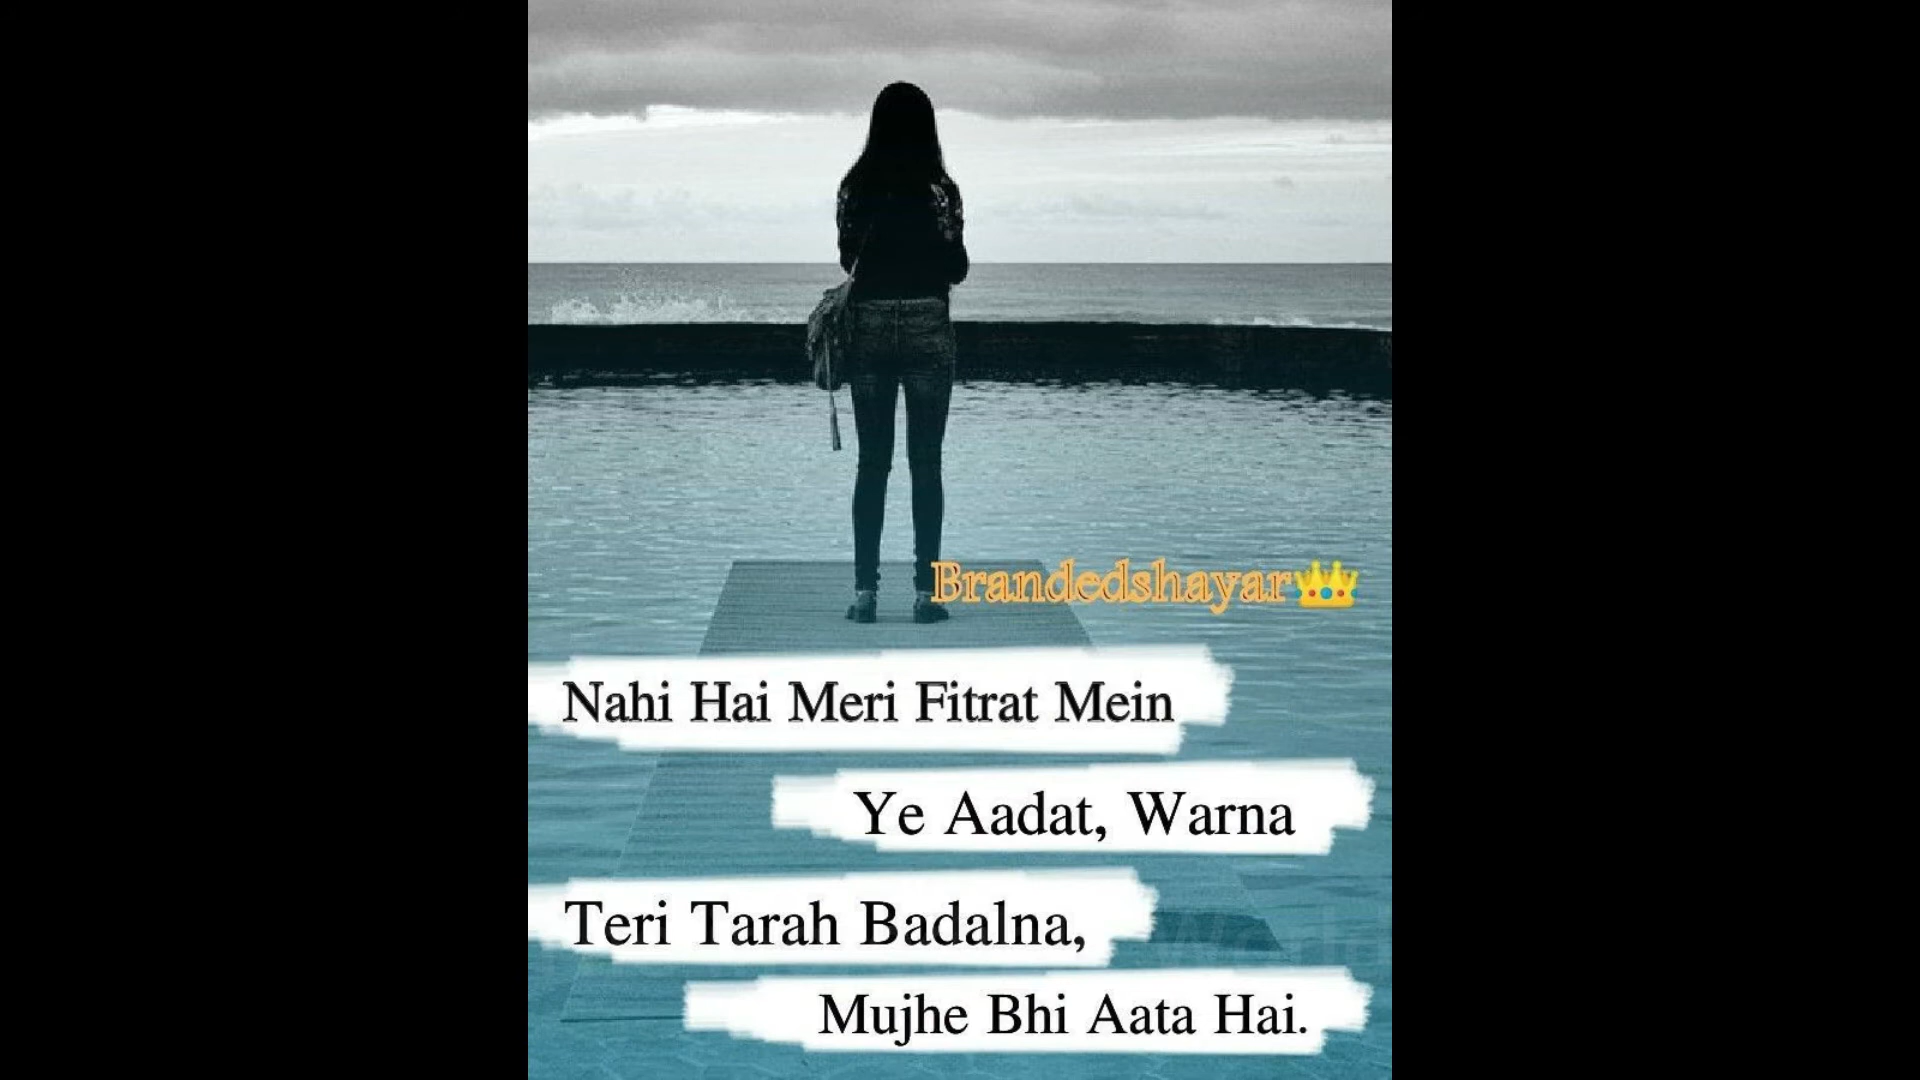 Brandedshayar👑
Nahi Hai Meri Fitrat Mein
Ye Aadat, Warna
Teri Tarah Badalna,
Mujhe Bhi Aata Hai.